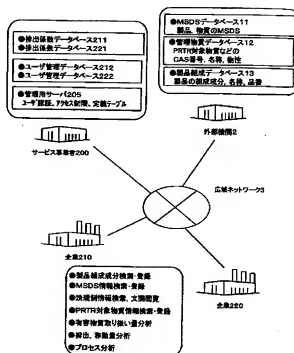 ●排出係数データベース211
●排出係数データベース221
●ユーザ管理データベース212
●ユーザ管理データベース222
●管理用サーバ205
ユーザ認証、アクセス制限、定義テーブル
サービス事業者200
●MSDSデータベース11
製品、物質のMSDS
●管理物質データベース12
PRTR対象物質などの
CAS番号、名称、物性
●製品組成データベース13
製品の組成成分、名称、品番
外部機関2
広域ネットワーク3
企業210
企業220
●製品組成成分検索・登録
●MSDS情報検索・登録
●法規制情報検索、文献閲覧
●PRTR対象物質情報検索・登録
●有害物質取り扱い量分析
●排出、移動量分析
●プロセス分析